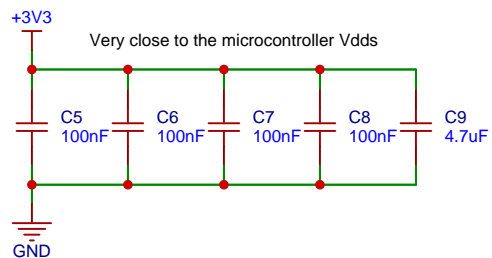 +3V3
Very close to the microcontroller Vdds
C5
100nF
C6
100nF
C7
100nF
C8
100nF
C9
4.7uF
GND